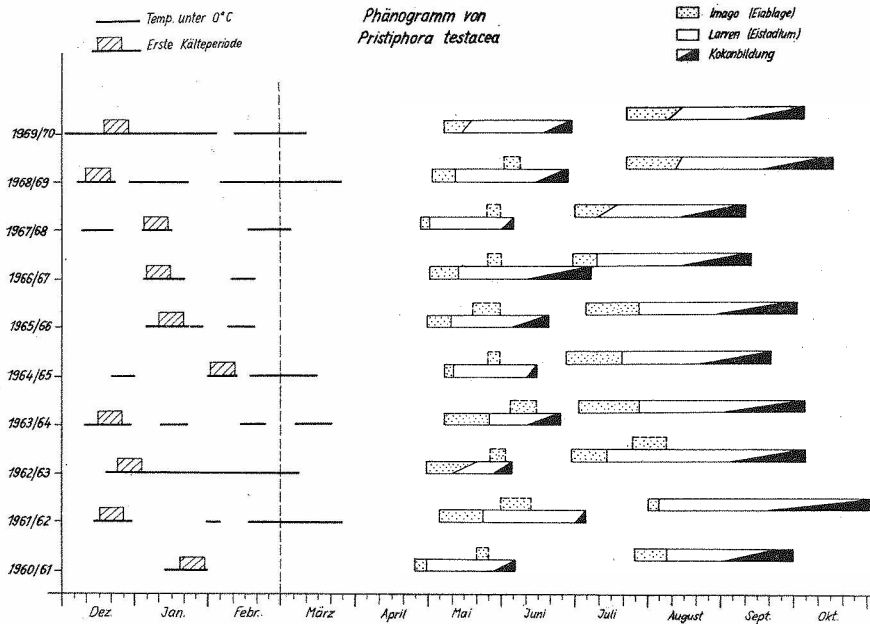 Temp. unter 0°C
Erste Kälteperiode
Phänogramm von
Pristiphora testacea
Imago (Eiablage)
Larven (Eistadium)
Kokonbildung
1969/70
1968/69
1967/68
1966/67
1965/66
1964/65
1963/64
1962/63
1961/62
1960/61
Dez. Jan. Febr. März April Mai Juni Juli August Sept. Okt.